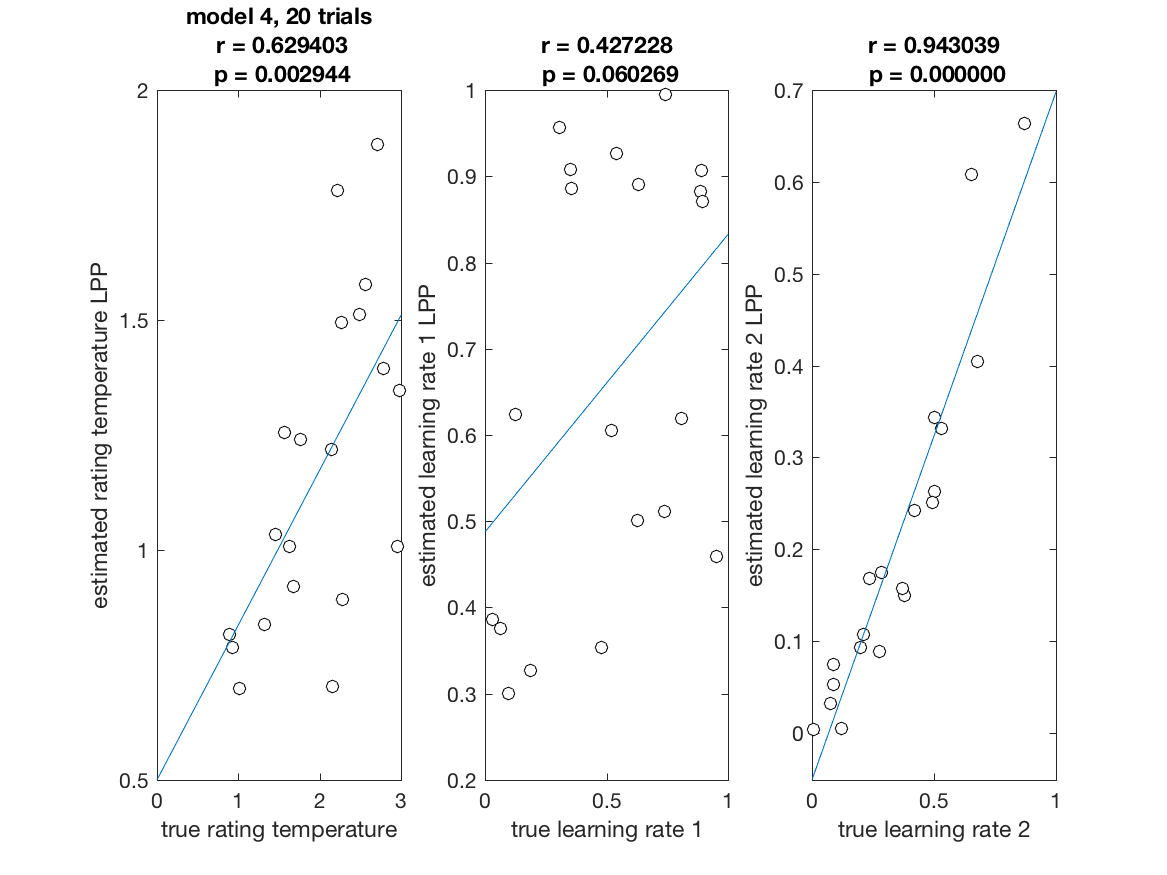 model 4, 20 trials
r = 0.629403
p = 0.002944
2
1.5
1
0.5
0
1
2
3
estimated rating temperature LPP
true rating temperature
r = 0.427228
p = 0.060269
1
0.9
0.8
0.7
0.6
0.5
0.4
0.3
0.2
0
0.5
1
estimated learning rate 1 LPP
true learning rate 1
r = 0.943039
p = 0.000000
0.7
0.6
0.5
0.4
0.3
0.2
0.1
0
0
0.5
1
estimated learning rate 2 LPP
true learning rate 2